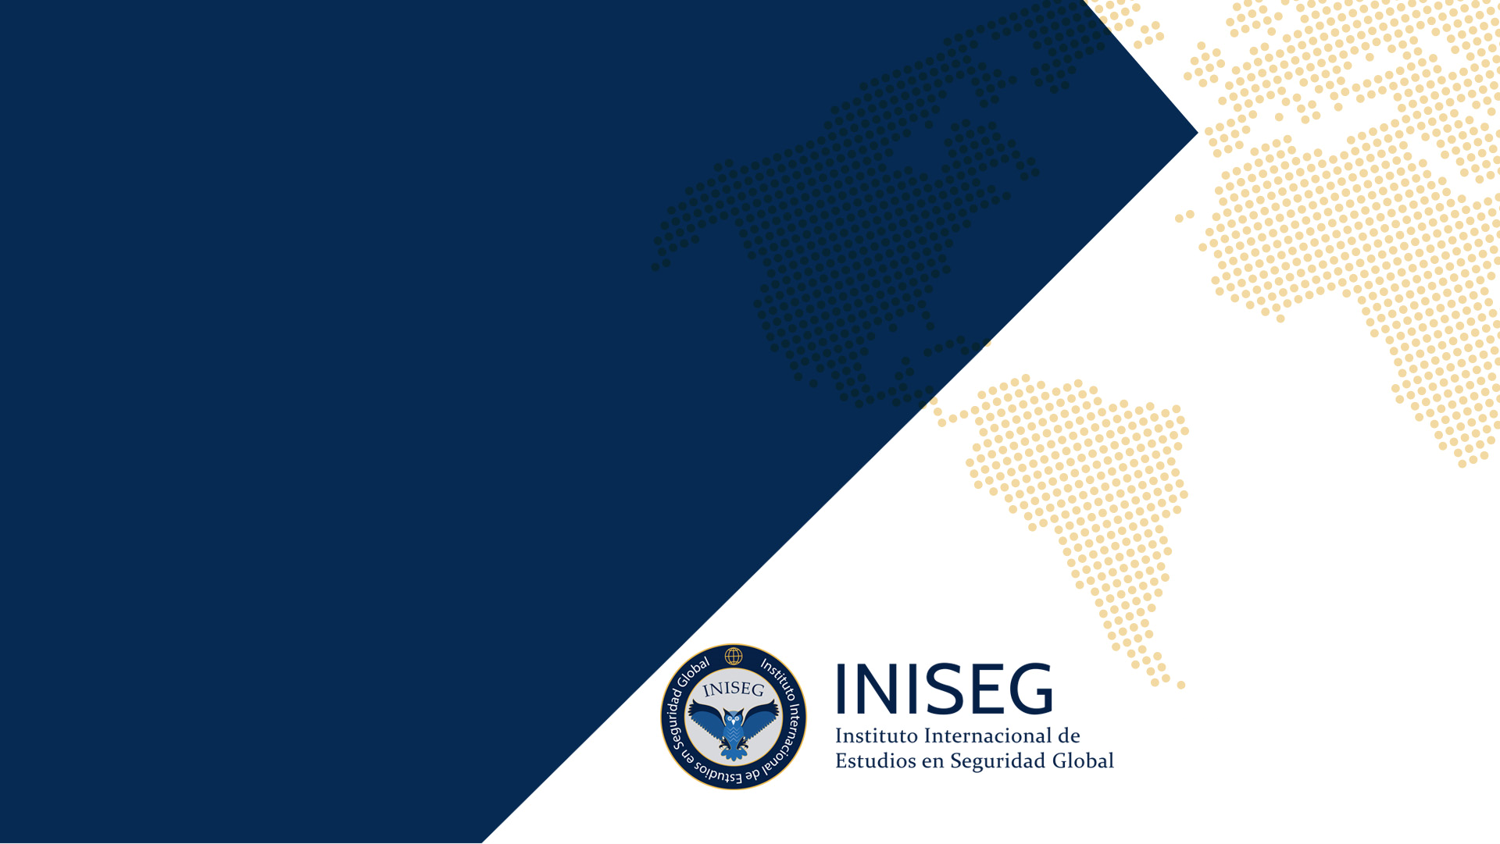 Instituto Internacional de Estudios en Seguridad Global
INISEG
INISEG
Instituto Internacional de
Estudios en Seguridad Global